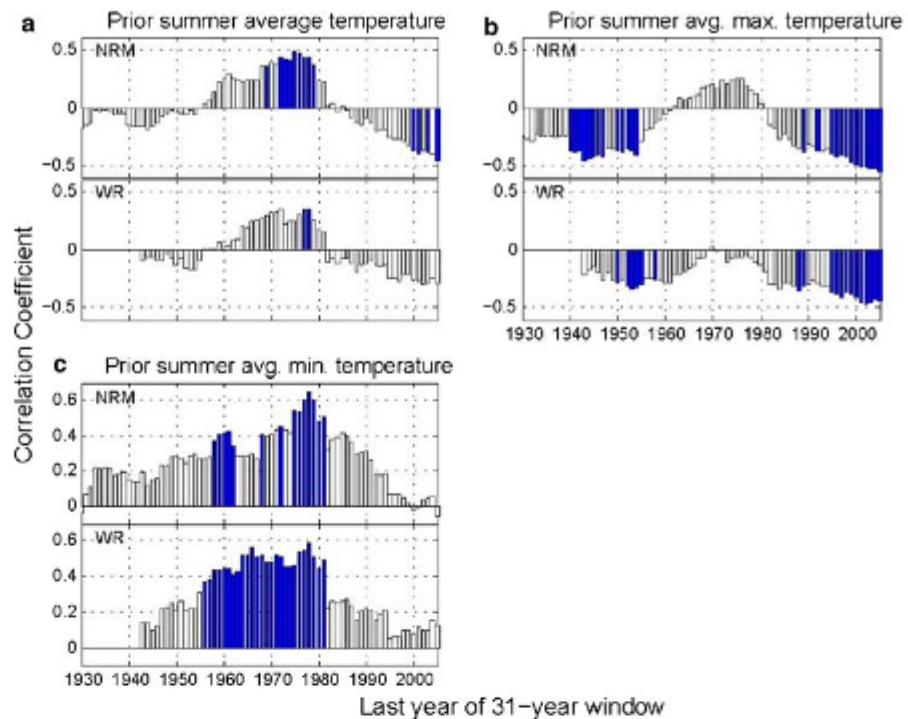 a Prior summer average temperature
NRM
0.5
0
−0.5
WR
0.5
0
−0.5
b Prior summer avg. max. temperature
NRM
0.5
0
−0.5
WR
0.5
0
−0.5
1930 1940 1950 1960 1970 1980 1990 2000
c Prior summer avg. min. temperature
NRM
0.6
0.4
0.2
0
WR
0.6
0.4
0.2
0
1930 1940 1950 1960 1970 1980 1990 2000
Correlation Coefficient
Last year of 31−year window